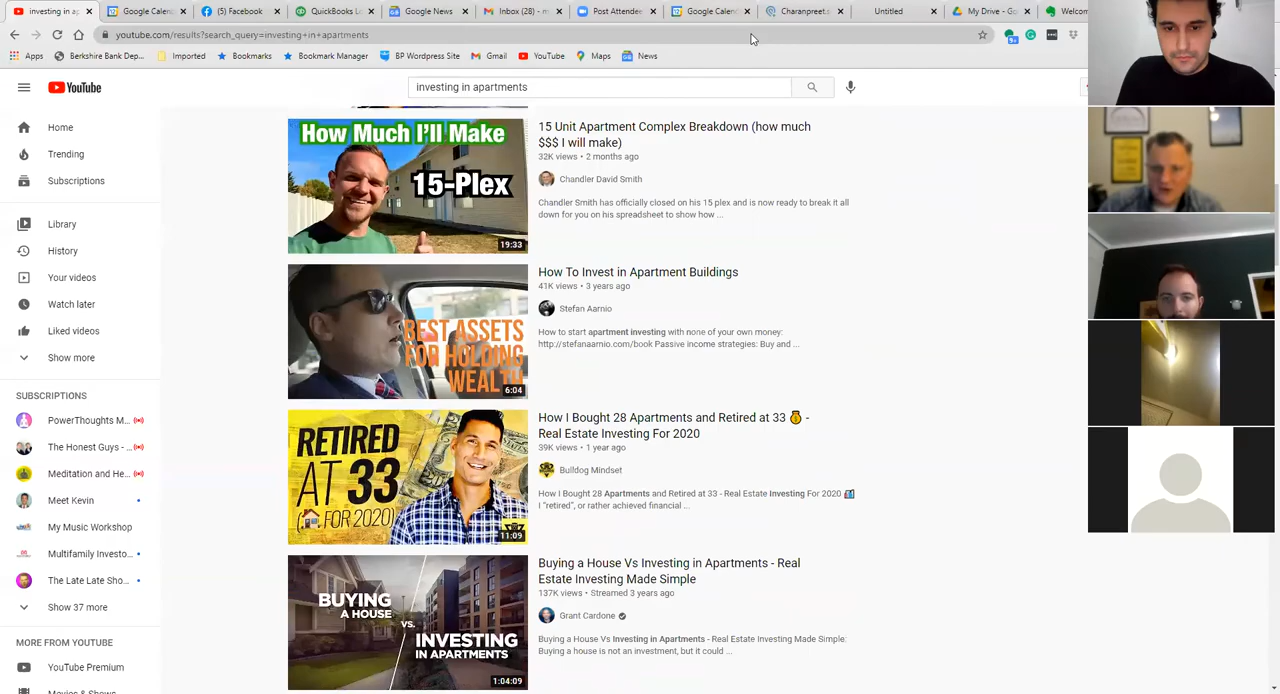 investing in a
Google Calen
(5) Facebook
QuickBooks L
Google News
Inbox (28) - m
Post Attendee
Google Calen
Charanpreet.s
Untitled
My Drive - Go
Welcom
youtube.com/results?search_query=investing+in+apartments
Apps
Berkshire Bank Dep...
Imported
Bookmarks
Bookmark Manager
BP Wordpress Site
Gmail
YouTube
Maps
News
YouTube
investing in apartments
Home
Trending
Subscriptions
Library
History
Your videos
Watch later
Liked videos
Show more
SUBSCRIPTIONS
PowerThoughts M...
The Honest Guys - ...
Meditation and He...
Meet Kevin
My Music Workshop
Multifamily Investo...
The Late Late Sho...
Show 37 more
MORE FROM YOUTUBE
YouTube Premium
Movies & Shows
How Much I'll Make
15-Plex
19:33
15 Unit Apartment Complex Breakdown (how much
$$$ I will make)
32K views • 2 months ago
Chandler David Smith
Chandler Smith has officially closed on his 15 plex and is now ready to break it all
down for you on his spreadsheet to show how ...
BEST ASSETS
FOR HOLDING
WEALTH
6:04
How To Invest in Apartment Buildings
41K views • 3 years ago
Stefan Aarnio
How to start apartment investing with none of your own money:
http://stefanaarnio.com/book Passive income strategies: Buy and ...
RETIRED
AT 33
(FOR 2020)
11:09
How I Bought 28 Apartments and Retired at 33 🥇 -
Real Estate Investing For 2020
39K views • 1 year ago
Bulldog Mindset
How I Bought 28 Apartments and Retired at 33 - Real Estate Investing For 2020
I "retired", or rather achieved financial ...
BUYING
A HOUSE
VS.
INVESTING
IN APARTMENTS
1:04:09
Buying a House Vs Investing in Apartments - Real
Estate Investing Made Simple
137K views • Streamed 3 years ago
Grant Cardone
Buying a House Vs Investing in Apartments - Real Estate Investing Made Simple:
Buying a house is not an investment, but it could ...